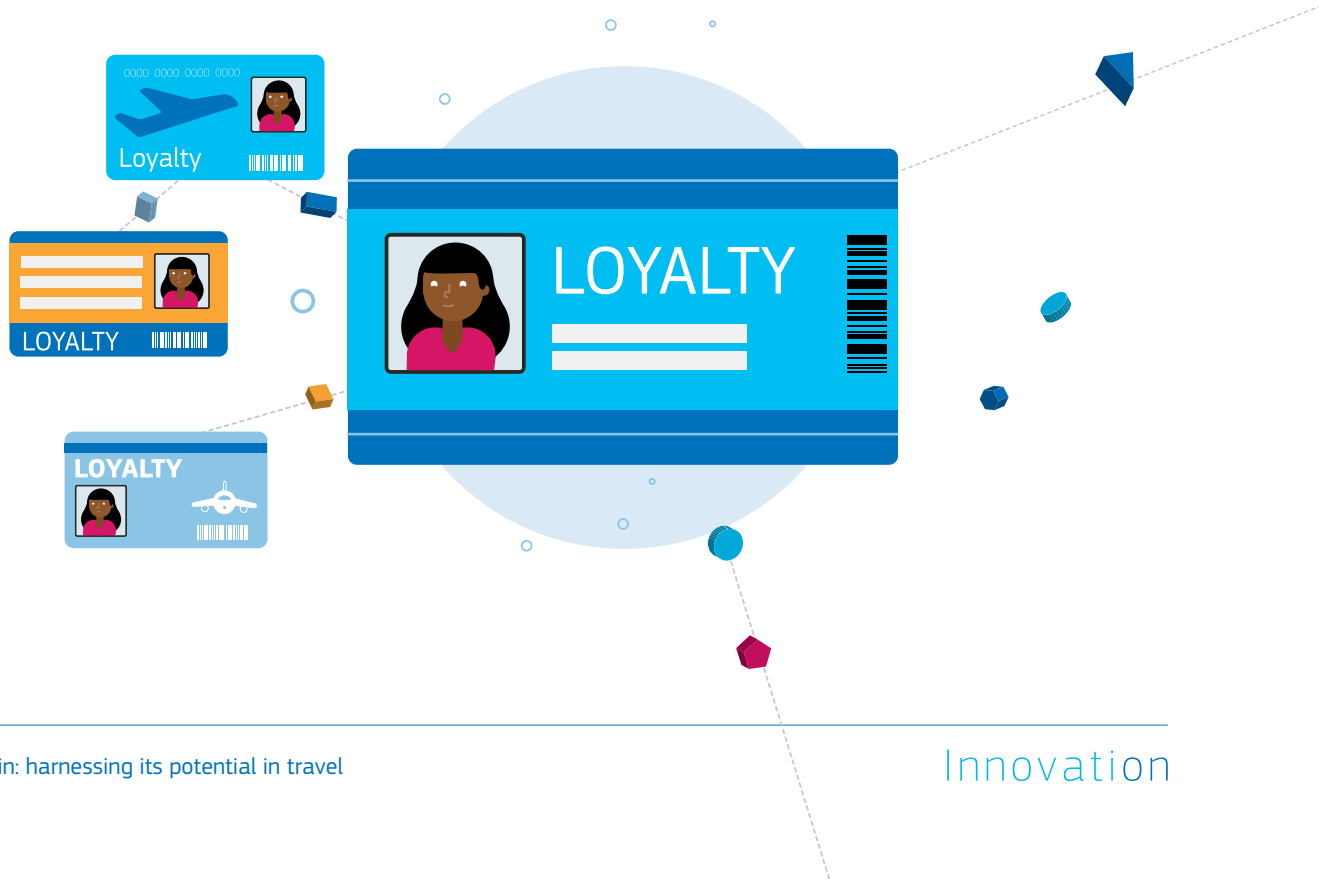 0000 0000 0000 0000
Loyalty
LOYALTY
LOYALTY
LOYALTY
in: harnessing its potential in travel
Innovation